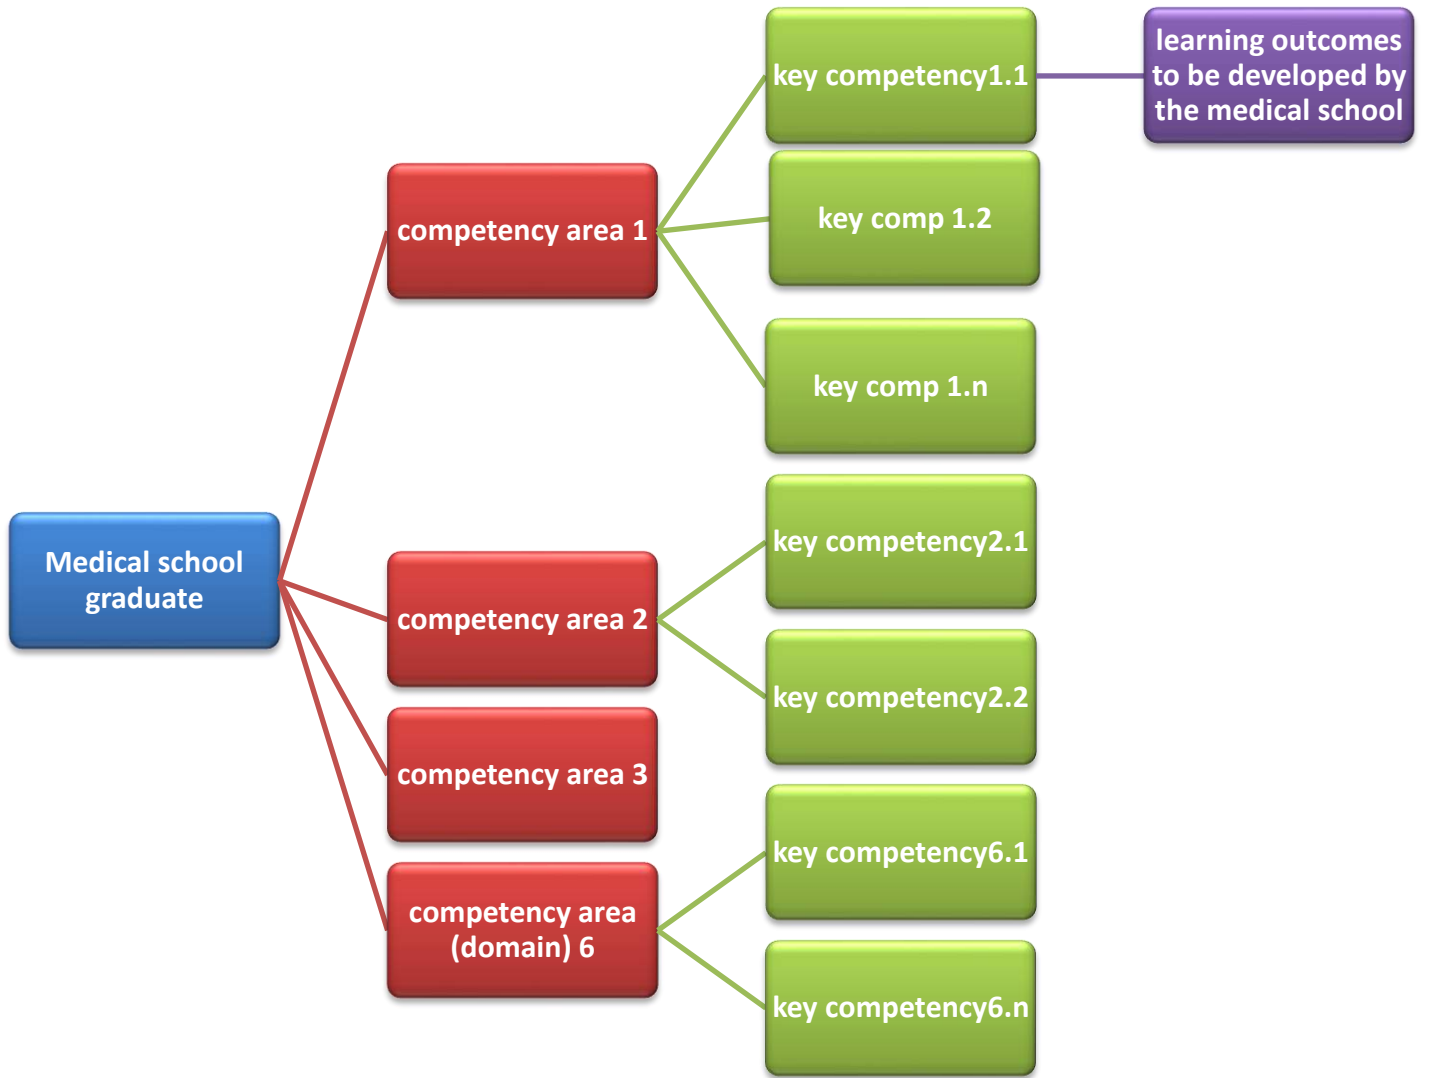 Medical school
graduate
competency area 1
key competency1.1
learning outcomes
to be developed by
the medical school
key comp 1.2
key comp 1.n
competency area 2
key competency2.1
key competency2.2
competency area 3
competency area
(domain) 6
key competency6.1
key competency6.n